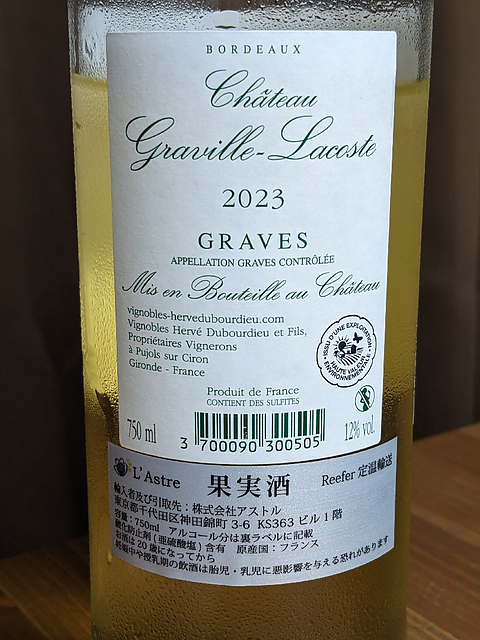 BORDEAUX
Château
Graville-Lacoste
2023
GRAVES
APPELLATION GRAVES CONTRÔLÉE
Mis en Bouteille au Château
vignobles-hervedubourdieu.com
Vignobles Hervé Dubourdieu et Fils,
Propriétaires Vignerons
à Pujols sur Ciron
Gironde - France
ISSU D'UNE EXPLOITATION
HAUTE VALEUR
ENVIRONNEMENTALE
Produit de France
CONTIENT DES SULFITES
750 ml
3 700090 300505
12% vol.
L'Astre 果実酒 Reefer 定温輸送
輸入者及び引取先：株式会社アストル
東京都千代田区神田錦町 3-6 KS363 ビル 1 階
容量：750ml アルコール分は裏ラベルに記載
酸化防止剤 ( 亜硫酸塩 ) 含有 原産国：フランス
お酒は 20 歳になってから
妊娠中や授乳期の飲酒は胎児・乳児に悪影響を与える恐れがあります